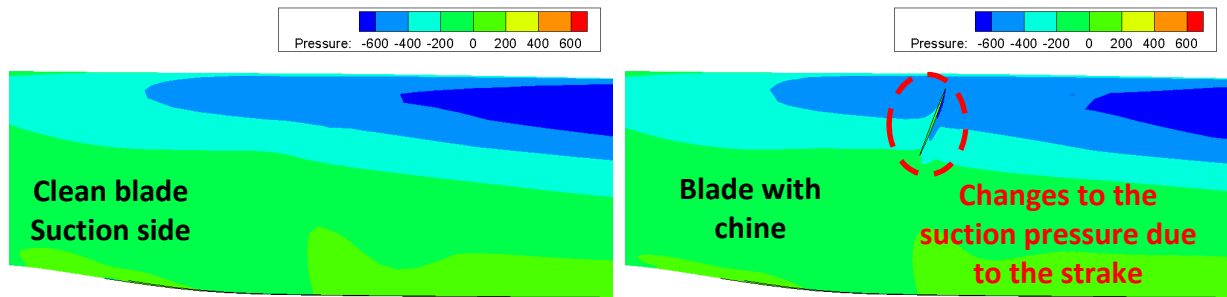 Pressure: -600 -400 -200 0 200 400 600
Clean blade
Suction side
Pressure: -600 -400 -200 0 200 400 600
Blade with
chine
Changes to the
suction pressure due
to the strake